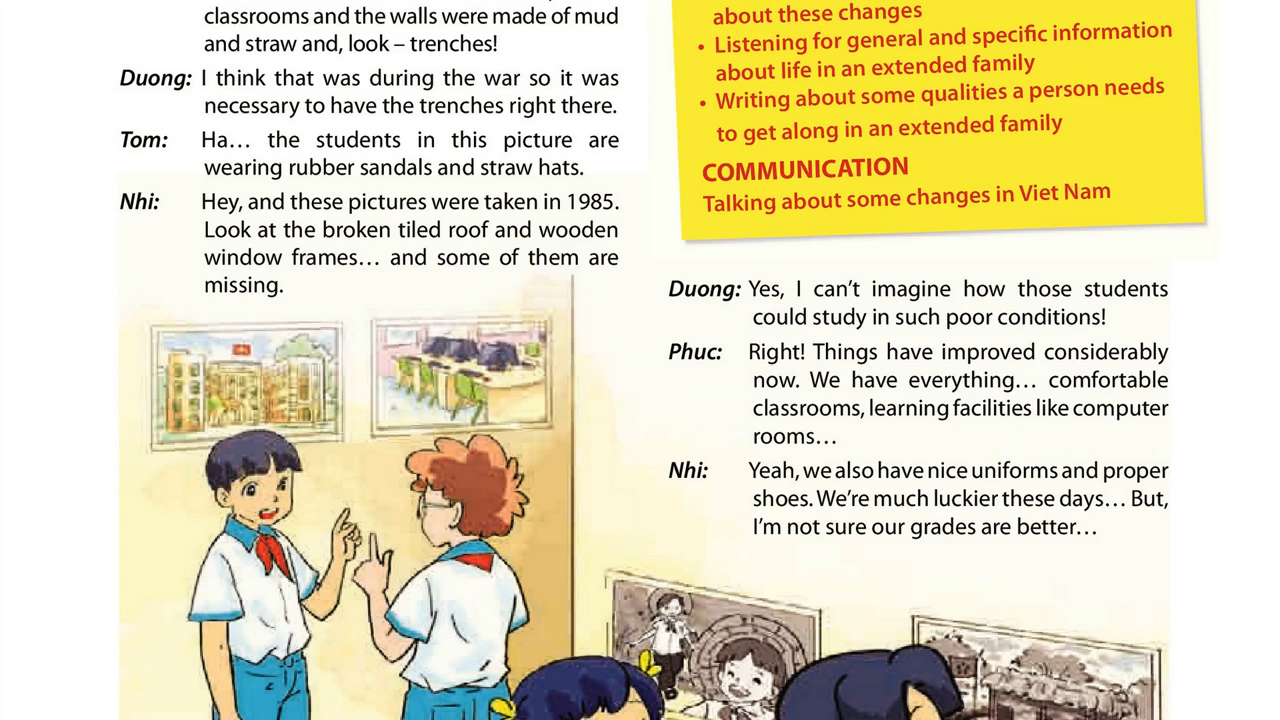 classrooms and the walls were made of mud
and straw and, look – trenches!
Duong: I think that was during the war so it was
necessary to have the trenches right there.
Tom: Ha… the students in this picture are
wearing rubber sandals and straw hats.
Nhi: Hey, and these pictures were taken in 1985.
Look at the broken tiled roof and wooden
window frames… and some of them are
missing.
about these changes
• Listening for general and specific information
about life in an extended family
• Writing about some qualities a person needs
to get along in an extended family
COMMUNICATION
Talking about some changes in Viet Nam
Duong: Yes, I can't imagine how those students
could study in such poor conditions!
Phuc: Right! Things have improved considerably
now. We have everything… comfortable
classrooms, learning facilities like computer
rooms…
Nhi: Yeah, we also have nice uniforms and proper
shoes. We're much luckier these days… But,
I'm not sure our grades are better…